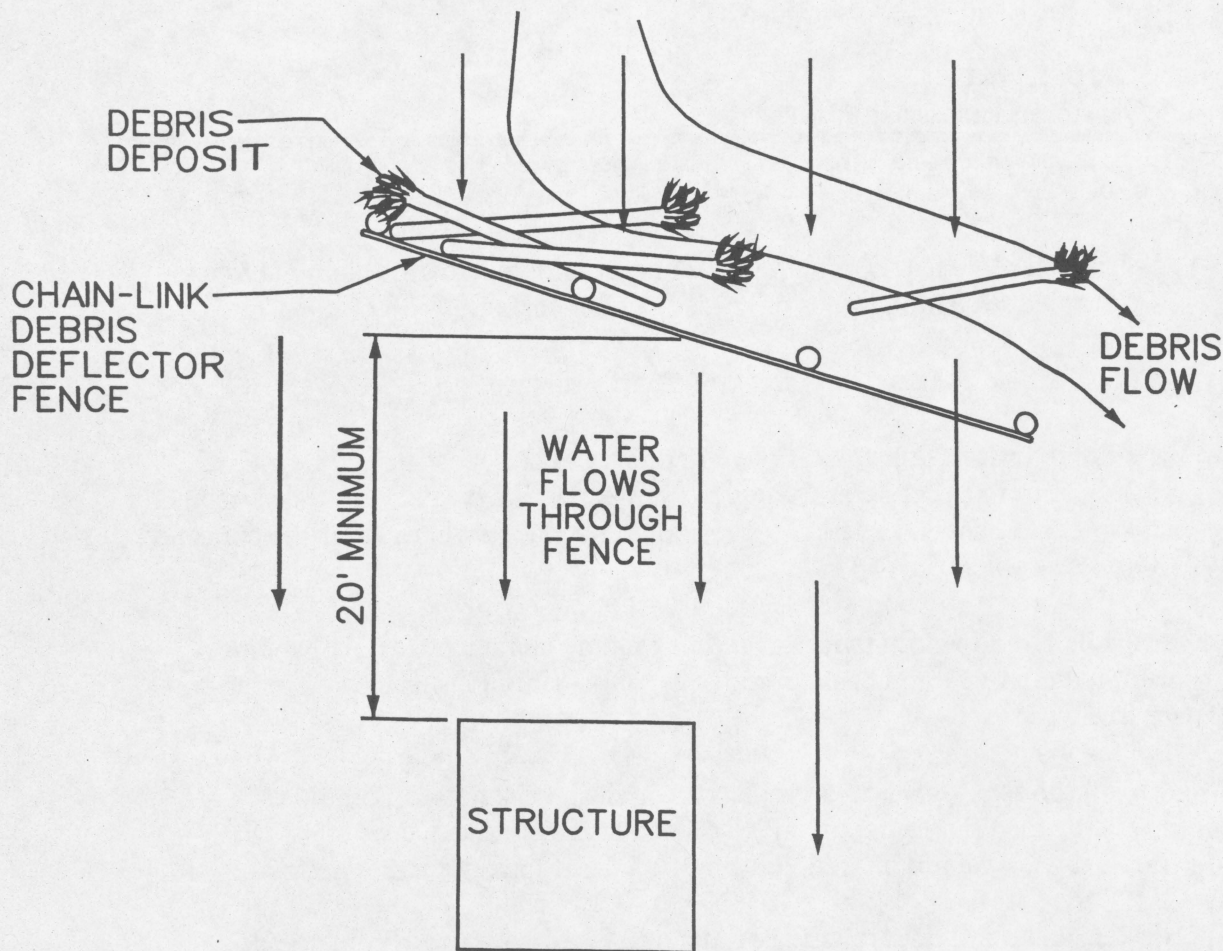 DEBRIS
DEPOSIT
CHAIN-LINK
DEBRIS
DEFLECTOR
FENCE
DEBRIS
FLOW
20' MINIMUM
WATER
FLOWS
THROUGH
FENCE
STRUCTURE